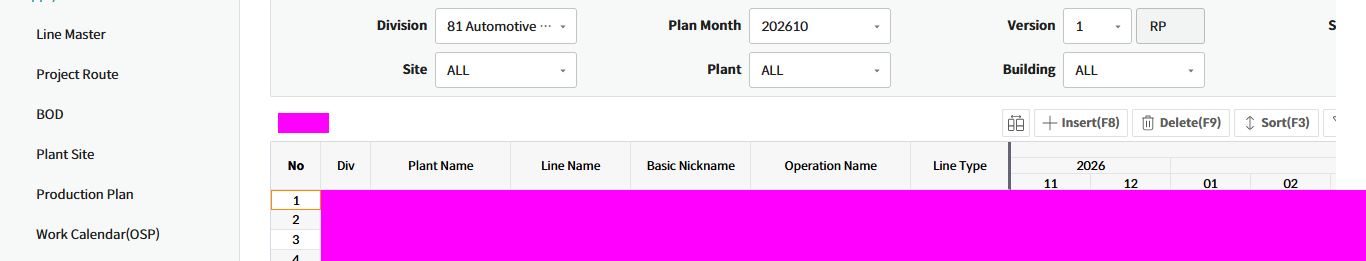 Division 81 Automotive ··· Plan Month 202610 Version 1 RP
Line Master
Site ALL Plant ALL Building ALL
Project Route
BOD
Insert(F8) Delete(F9) Sort(F3)
Plant Site
No Div Plant Name Line Name Basic Nickname Operation Name Line Type 2026
11 12 01 02
Production Plan
1
2
Work Calendar(OSP)
3
4